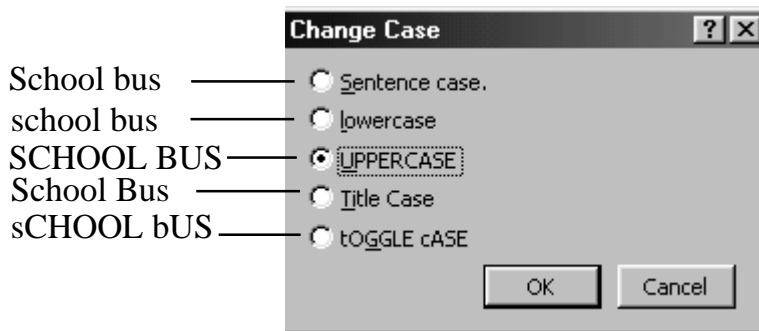 Change Case ? ×
School bus Sentence case.
school bus lowercase
SCHOOL BUS UPPERCASE
School Bus Title Case
sCHOOL bUS tOGGLE cASE
OK Cancel